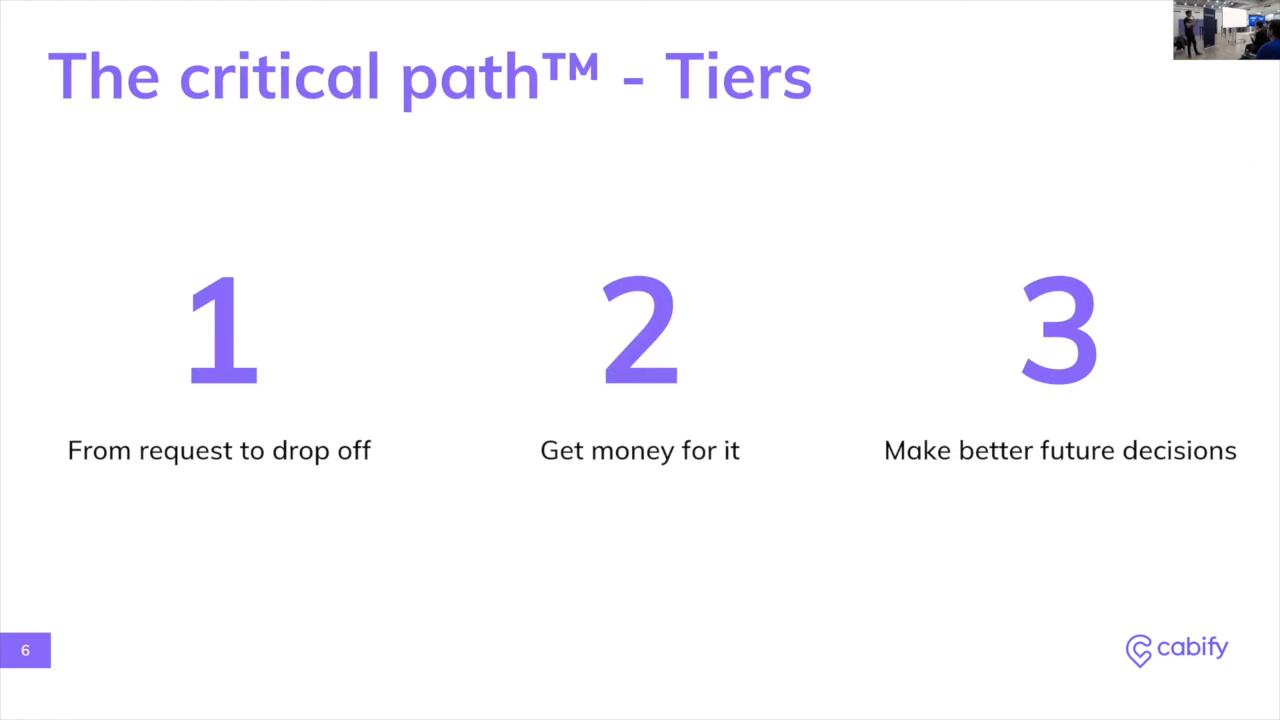 The critical path™ - Tiers
1
From request to drop off
2
Get money for it
3
Make better future decisions
6
cabify